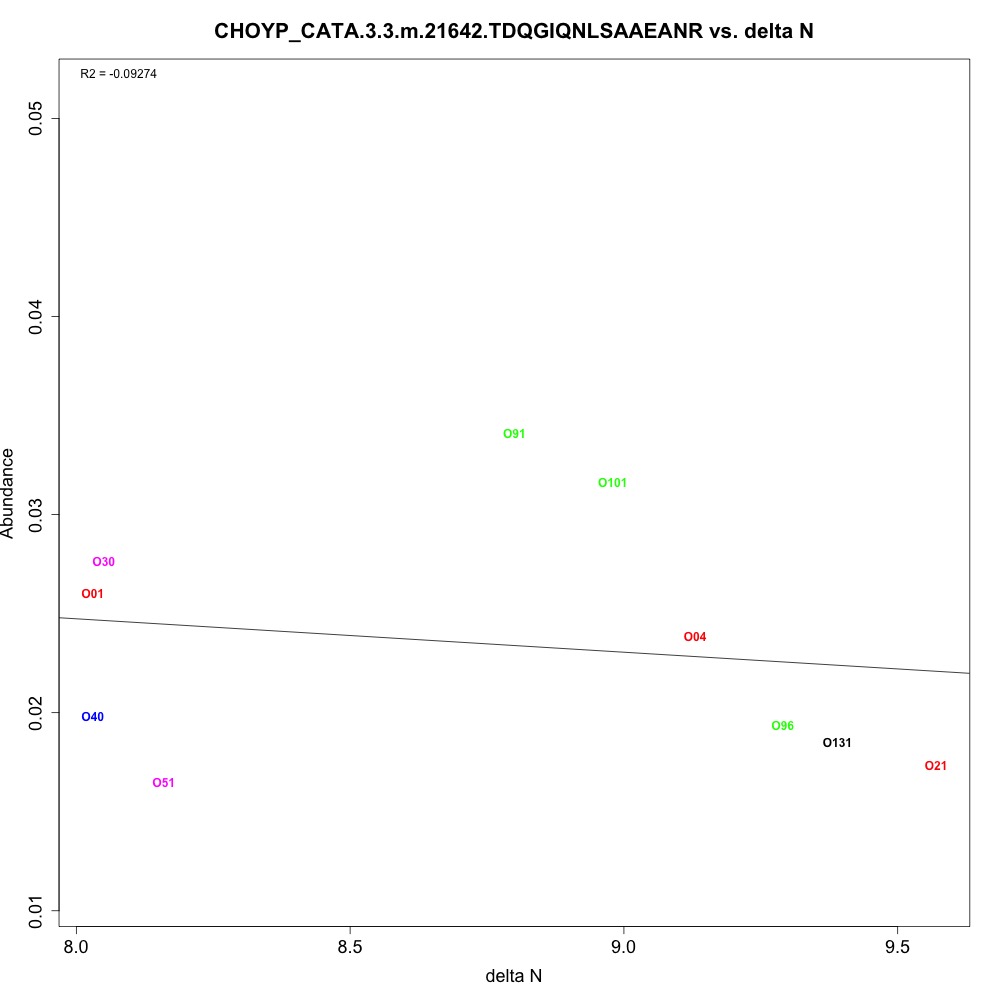 CHOYP_CATA.3.3.m.21642.TDQGIQNLSAAEANR vs. delta N
R2 = -0.09274
0.05
0.04
O91
O101
Abundance
0.03
O30
O01
O04
0.02
O40
O96
O131
O21
O51
0.01
8.0 8.5 9.0 9.5
delta N